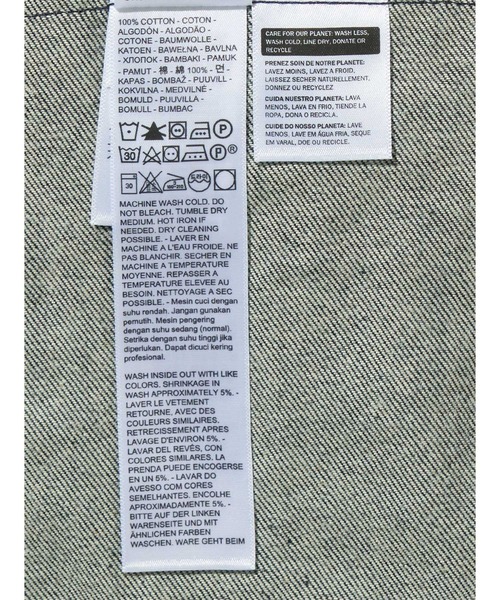 100% COTTON - COTON -
ALGODÓN - ALGODÃO -
COTONE - BAUMWOLLE -
KATOEN - BAWEŁNA - BAVLNA
- ХЛОПОК - BAMBAKI - PAMUK
- PAMUT - 棉 - 綿 100% - 면 -
KAPAS - BOMBAŽ - PUUVILL -
KOKVILNA - MEDVILNĖ -
BOMULD - PUUVILLA -
BOMULL - BUMBAC
P
30 P
30
드라이
MACHINE WASH COLD. DO
NOT BLEACH. TUMBLE DRY
MEDIUM. HOT IRON IF
NEEDED. DRY CLEANING
POSSIBLE. - LAVER EN
MACHINE A L'EAU FROIDE. NE
PAS BLANCHIR. SECHER EN
MACHINE A TEMPERATURE
MOYENNE. REPASSER A
TEMPERATURE ELEVEE AU
BESOIN. NETTOYAGE A SEC
POSSIBLE. - Mesin cuci dengan
suhu rendah. Jangan gunakan
pemutih. Mesin pengering
dengan suhu sedang (normal).
Setrika dengan suhu tinggi jika
diperlukan. Dapat dicuci kering
profesional.
WASH INSIDE OUT WITH LIKE
COLORS. SHRINKAGE IN
WASH APPROXIMATELY 5%. -
LAVER LE VETEMENT
RETOURNE. AVEC DES
COULEURS SIMILAIRES.
RETRECISSEMENT APRES
LAVAGE D'ENVIRON 5%. -
LAVAR DEL REVÉS, CON
COLORES SIMILARES. LA
PRENDA PUEDE ENCOGERSE
EN UN 5%. - LAVAR DO
AVESSO COM CORES
SEMELHANTES. ENCOLHE
APROXIMADAMENTE 5%. -
BITTE AUF DER LINKEN
WARENSEITE UND MIT
ÄHNLICHEN FARBEN
WASCHEN. WARE GEHT BEIM
CARE FOR OUR PLANET: WASH LESS,
WASH COLD, LINE DRY, DONATE OR
RECYCLE
PRENEZ SOIN DE NOTRE PLANETE:
LAVEZ MOINS, LAVEZ A FROID,
LAISSEZ SECHER NATURELLEMENT,
DONNEZ OU RECYCLEZ
CUIDA NUESTRO PLANETA: LAVA
MENOS, LAVA EN FRIO, TIENDE LA
ROPA, DONA O RECICLA.
CUIDE DO NOSSO PLANETA: LAVE
MENOS, LAVE EM ÁGUA FRIA, SEQUE
EM VARAL, DOE OU RECICLE.